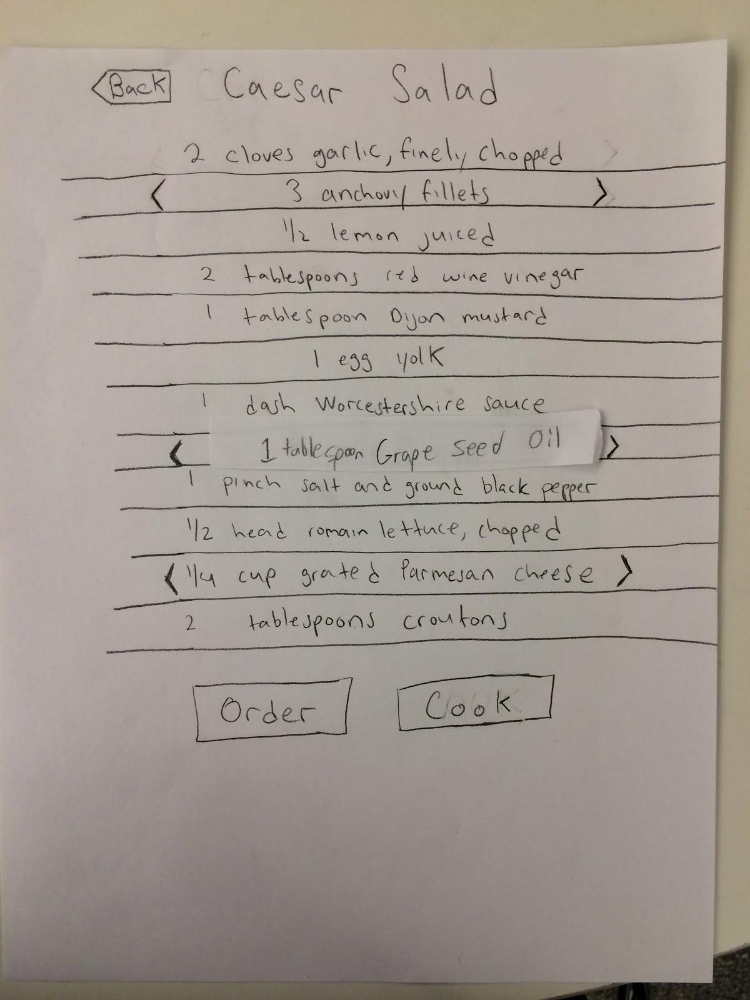 Back Caesar Salad
2 cloves garlic, finely chopped
< 3 anchovy fillets >
1/2 lemon juiced
2 tablespoons red wine vinegar
1 tablespoon Dijon mustard
1 egg yolk
1 dash Worcestershire sauce
< 1 tablespoon Grape Seed Oil >
1 pinch salt and ground black pepper
1/2 head romain lettuce, chopped
< 1/4 cup grated Parmesan cheese >
2 tablespoons croutons
Order Cook